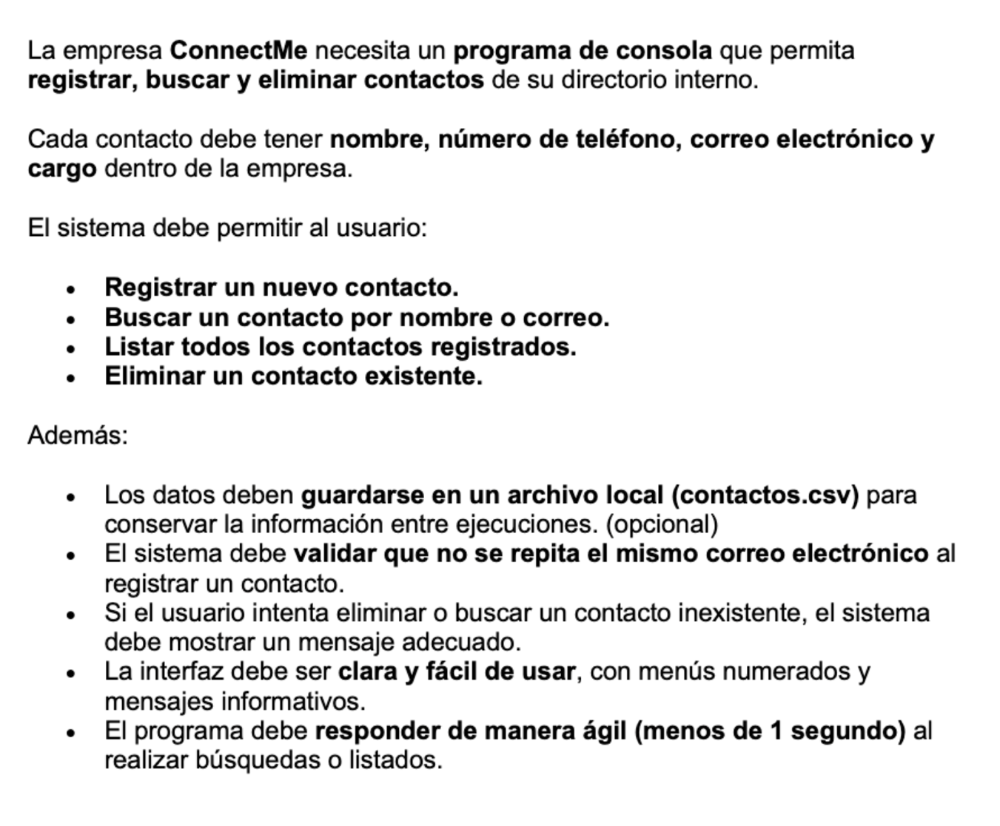 La empresa ConnectMe necesita un programa de consola que permita
registrar, buscar y eliminar contactos de su directorio interno.
Cada contacto debe tener nombre, número de teléfono, correo electrónico y
cargo dentro de la empresa.
El sistema debe permitir al usuario:
• Registrar un nuevo contacto.
• Buscar un contacto por nombre o correo.
• Listar todos los contactos registrados.
• Eliminar un contacto existente.
Además:
• Los datos deben guardarse en un archivo local (contactos.csv) para
conservar la información entre ejecuciones. (opcional)
• El sistema debe validar que no se repita el mismo correo electrónico al
registrar un contacto.
• Si el usuario intenta eliminar o buscar un contacto inexistente, el sistema
debe mostrar un mensaje adecuado.
• La interfaz debe ser clara y fácil de usar, con menús numerados y
mensajes informativos.
• El programa debe responder de manera ágil (menos de 1 segundo) al
realizar búsquedas o listados.